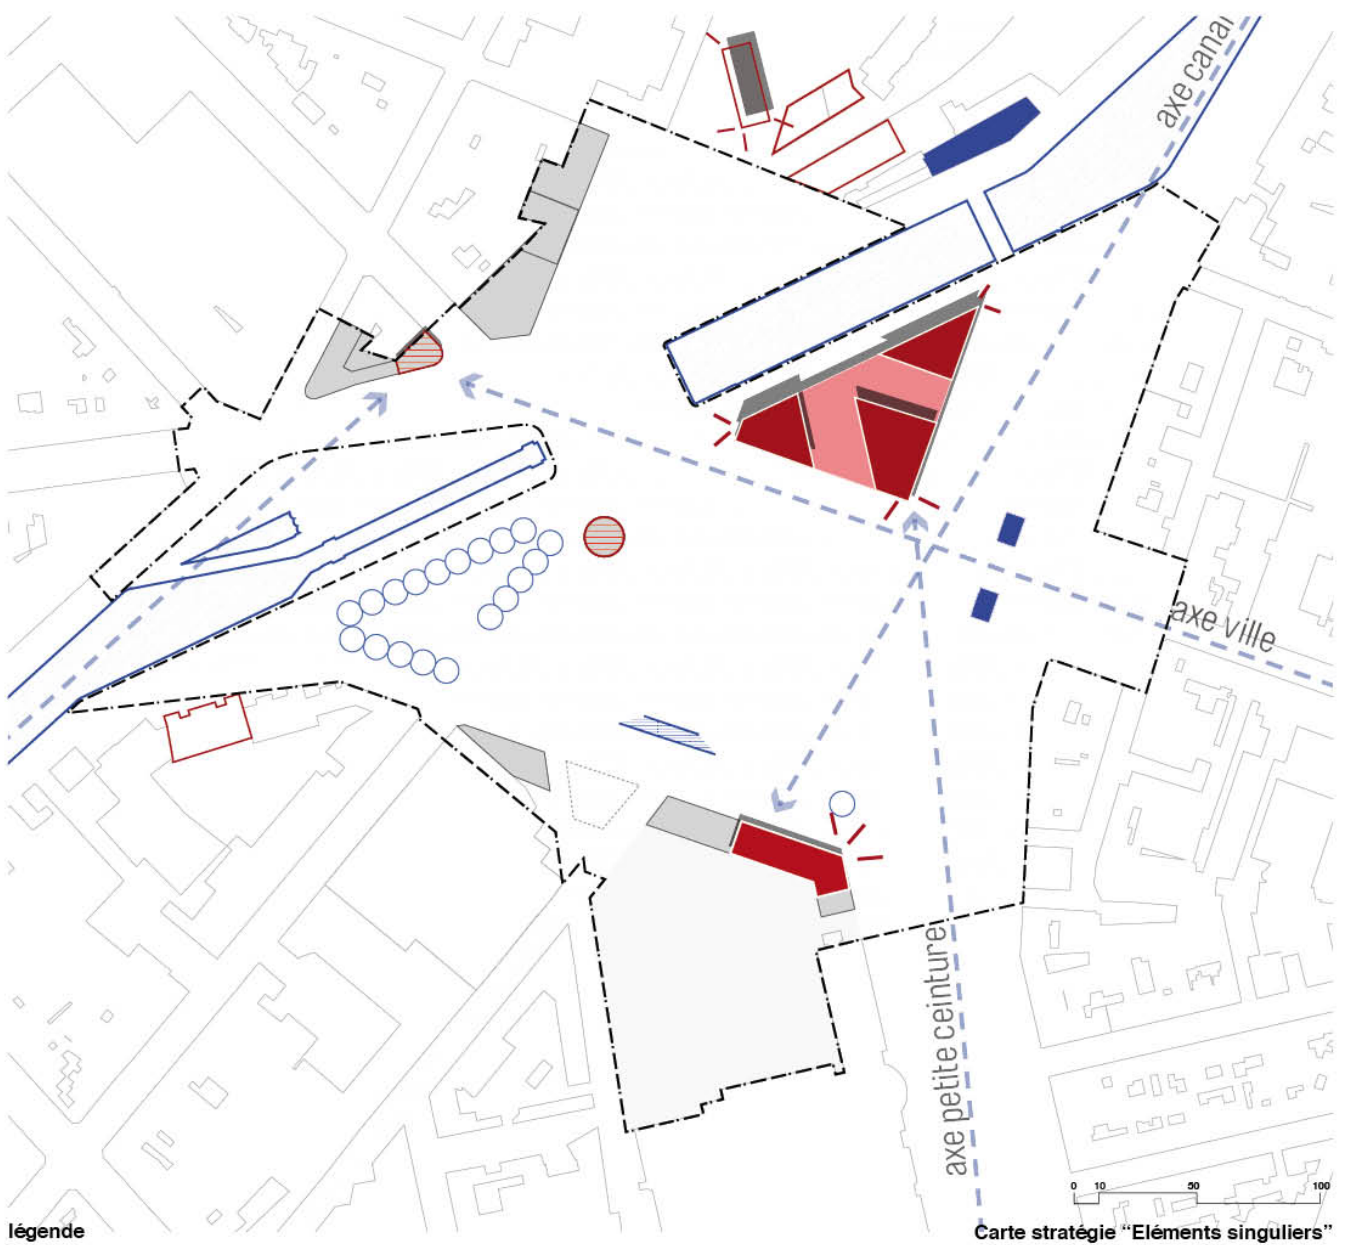 axe canal
axe ville
axe petite ceinture
0 10 50 100
légende
Carte stratégie “Eléments singuliers”